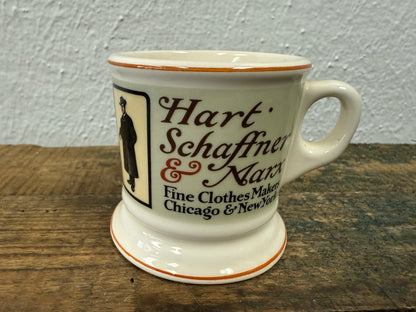 Hart
Schaffner
& Marx
Fine Clothes Makers
Chicago & New York